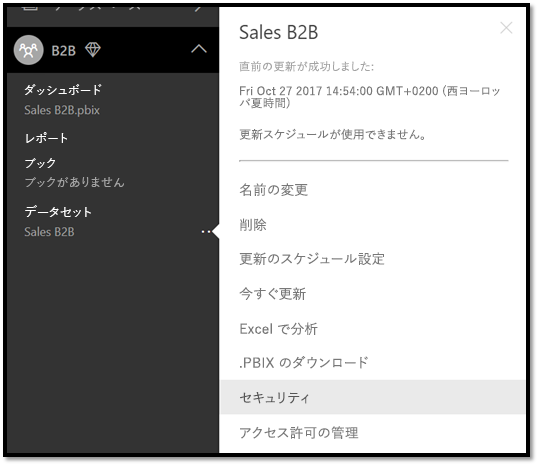 Sales B2B
直前の更新が成功しました:
Fri Oct 27 2017 14:54:00 GMT+0200 (西ヨーロッ
パ夏時間)
更新スケジュールが使用できません。
名前の変更
削除
更新のスケジュール設定
今すぐ更新
Excel で分析
.PBIX のダウンロード
セキュリティ
アクセス許可の管理
B2B
ダッシュボード
Sales B2B.pbix
レポート
ブック
ブックがありません
データセット
Sales B2B